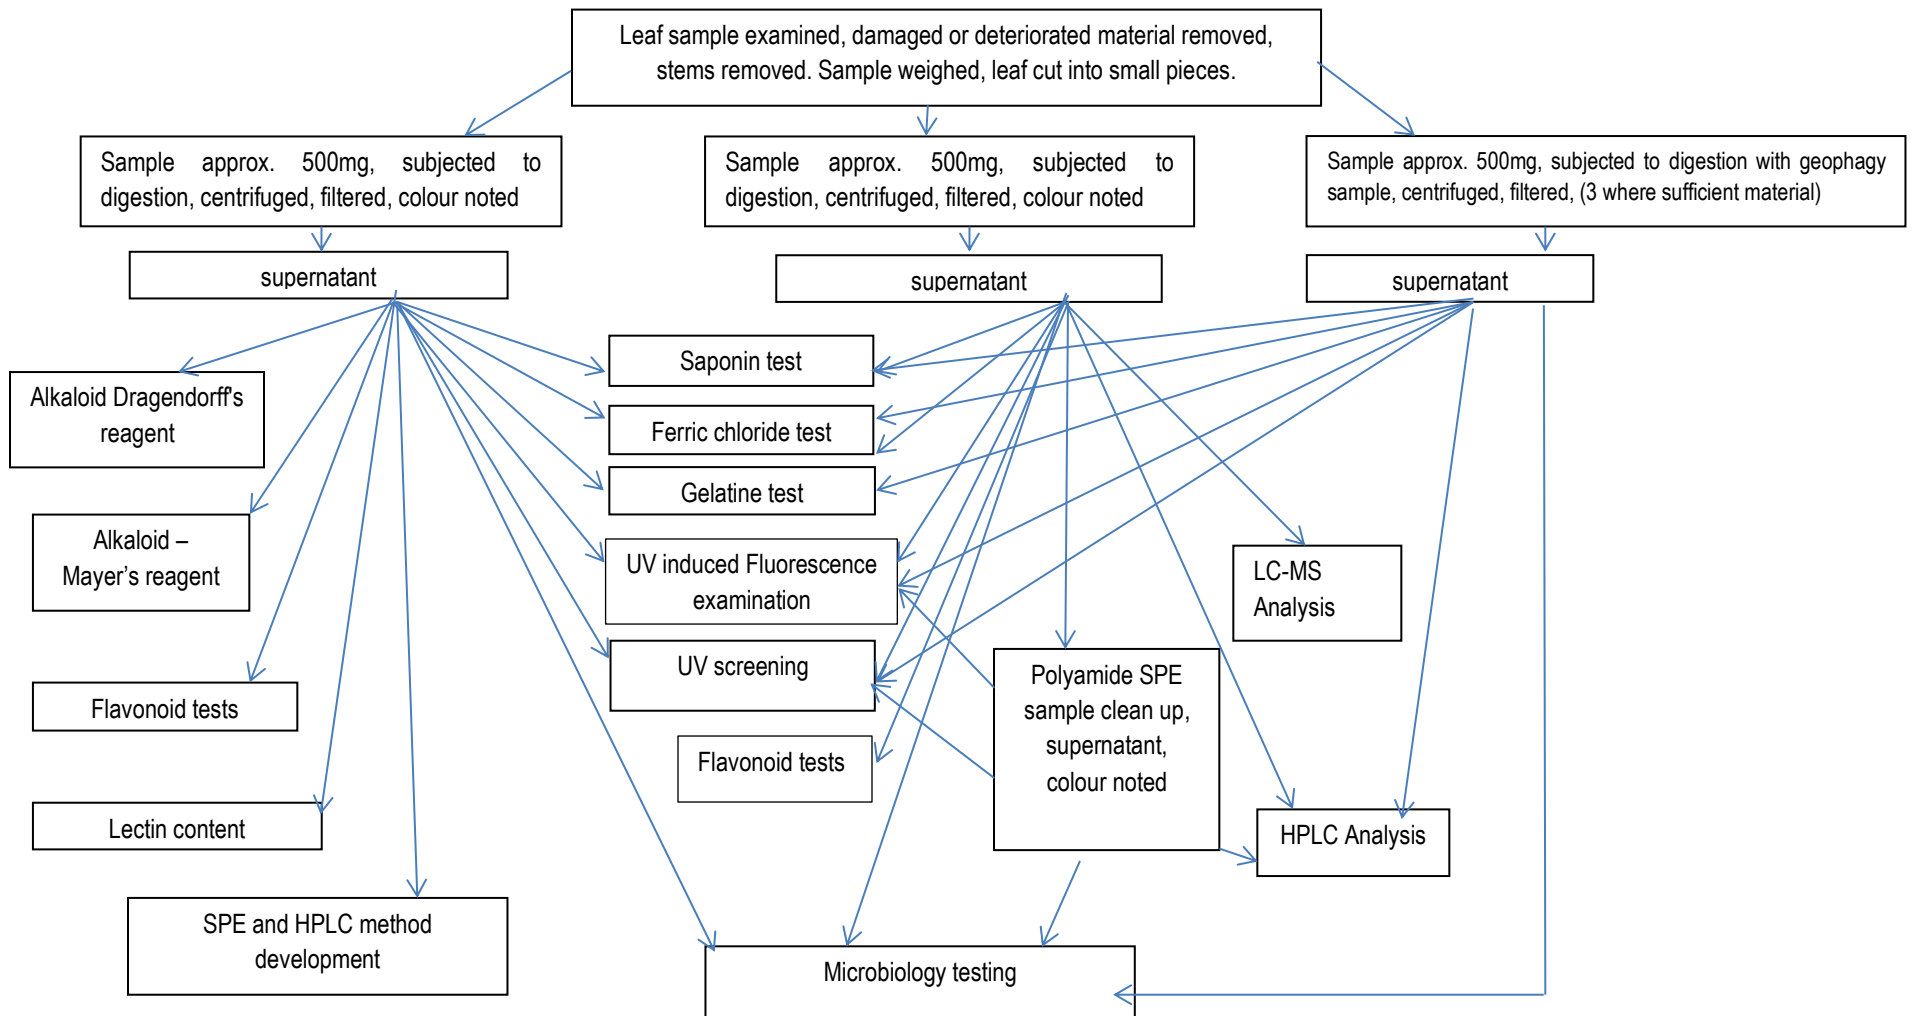 Leaf sample examined, damaged or deteriorated material removed,
stems removed. Sample weighed, leaf cut into small pieces.
Sample approx. 500mg, subjected to
digestion, centrifuged, filtered, colour noted
Sample approx. 500mg, subjected to
digestion, centrifuged, filtered, colour noted
Sample approx. 500mg, subjected to digestion with geophagy
sample, centrifuged, filtered, (3 where sufficient material)
supernatant
supernatant
supernatant
Saponin test
Alkaloid Dragendorff's
reagent
Ferric chloride test
Gelatine test
Alkaloid –
Mayer’s reagent
UV induced Fluorescence
examination
LC-MS
Analysis
UV screening
Polyamide SPE
sample clean up,
supernatant,
colour noted
Flavonoid tests
Flavonoid tests
Lectin content
HPLC Analysis
SPE and HPLC method
development
Microbiology testing